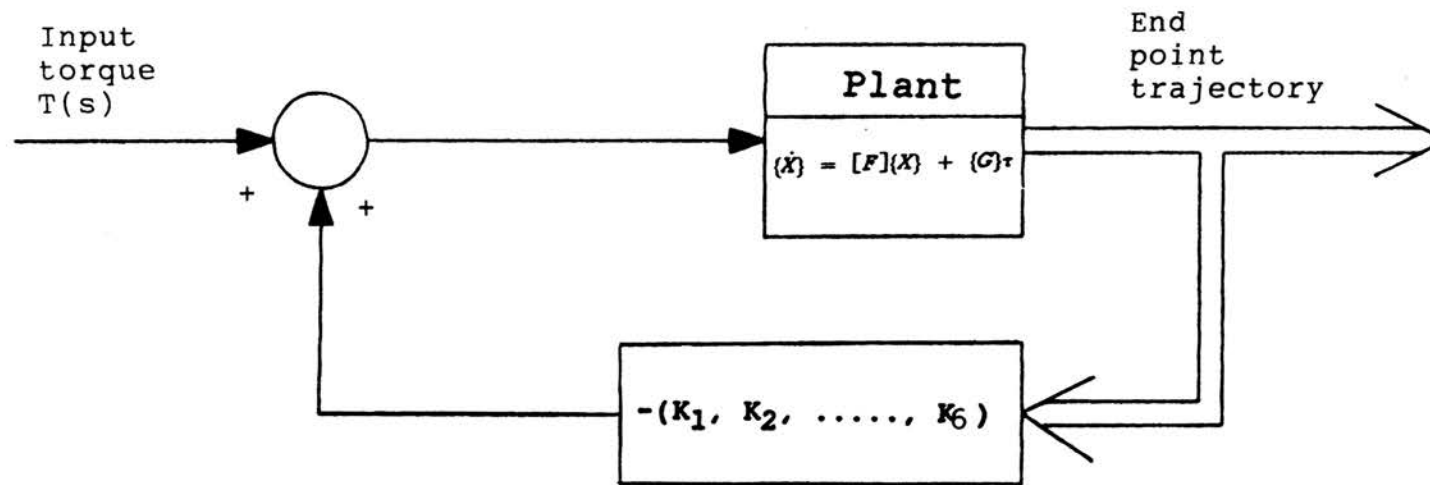 Input
torque
T(s)
+
+
Plant
{Ẋ} = [F]{X} + {G}τ
End
point
trajectory
-(K₁, K₂, ....., K₆)